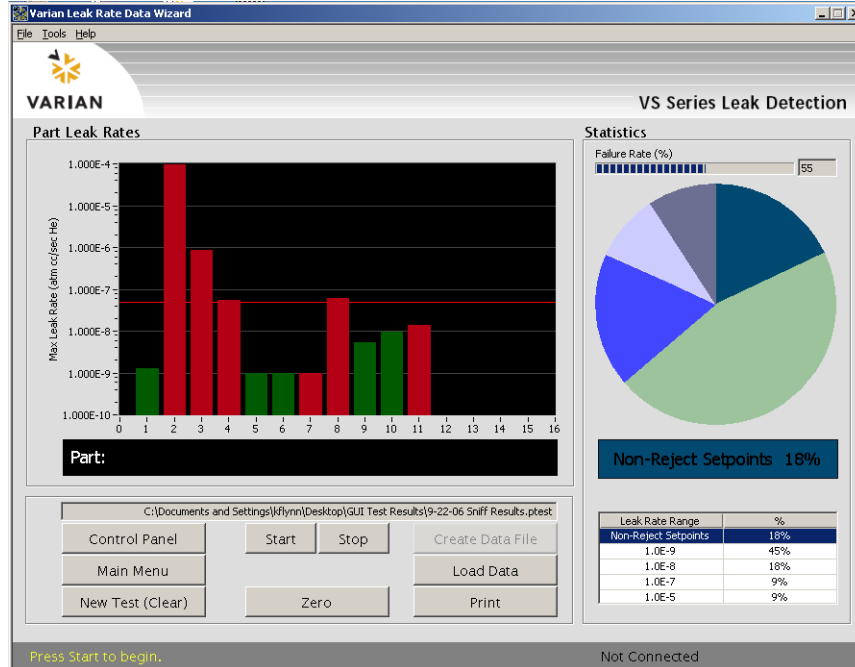 Varian Leak Rate Data Wizard
File Tools Help
VARIAN
VS Series Leak Detection
Part Leak Rates
Max Leak Rate (atm cc/sec He)
1.000E-4
1.000E-5
1.000E-6
1.000E-7
1.000E-8
1.000E-9
1.000E-10
0 1 2 3 4 5 6 7 8 9 10 11 12 13 14 15 16
Part:
C:\Documents and Settings\kflynn\Desktop\GUI Test Results\9-22-06 Sniff Results.ptest
Control Panel Start Stop Create Data File
Main Menu Load Data
New Test (Clear) Zero Print
Statistics
Failure Rate (%)
55
Non-Reject Setpoints 18%
Leak Rate Range %
Non-Reject Setpoints 18%
1.0E-9 45%
1.0E-8 18%
1.0E-7 9%
1.0E-5 9%
Press Start to begin. Not Connected